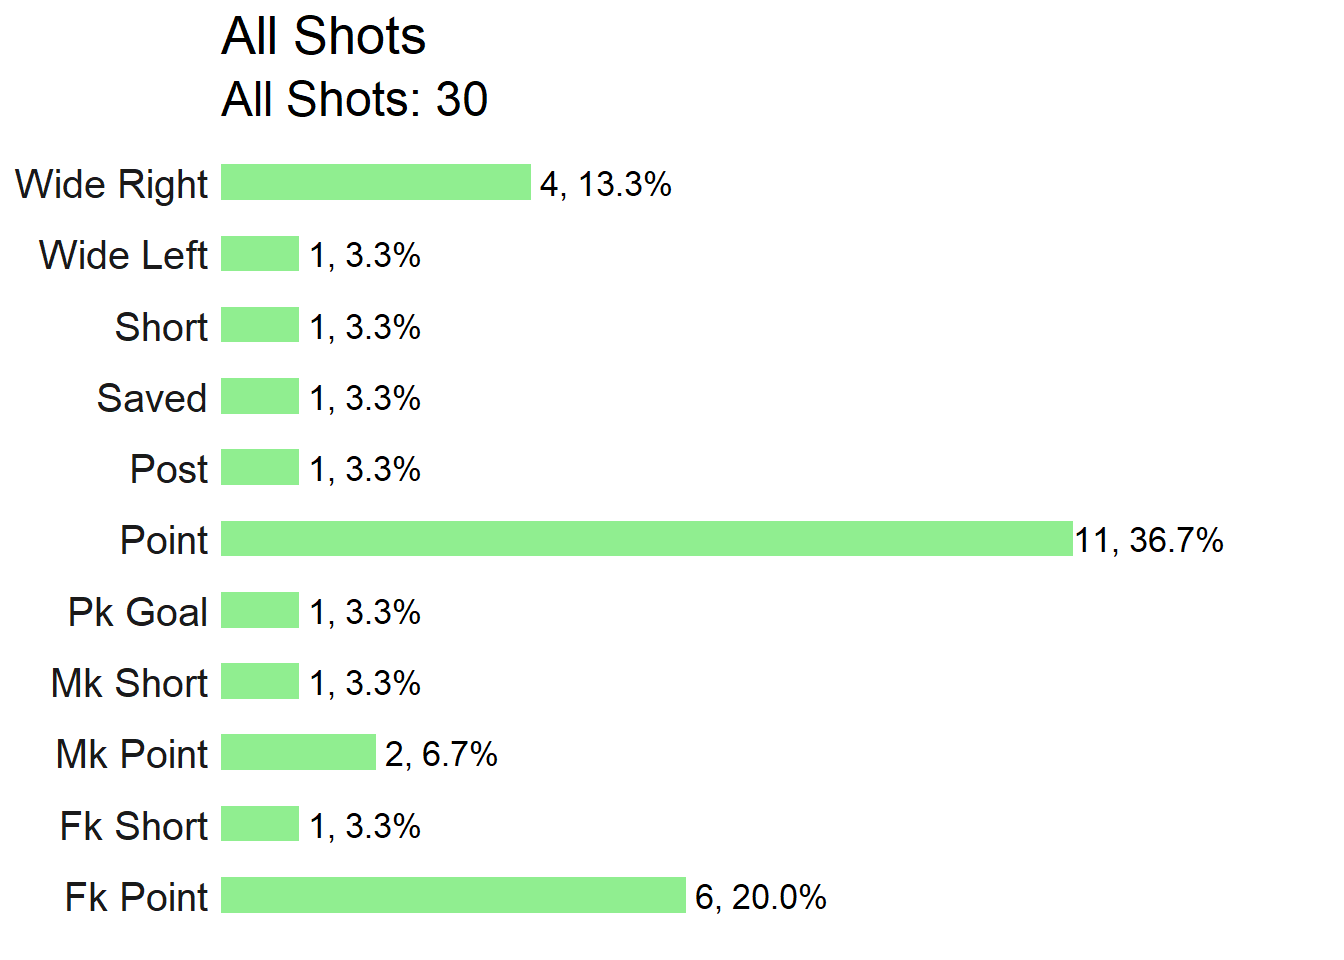 All Shots
All Shots: 30
Wide Right 4, 13.3%
Wide Left 1, 3.3%
Short 1, 3.3%
Saved 1, 3.3%
Post 1, 3.3%
Point 11, 36.7%
Pk Goal 1, 3.3%
Mk Short 1, 3.3%
Mk Point 2, 6.7%
Fk Short 1, 3.3%
Fk Point 6, 20.0%